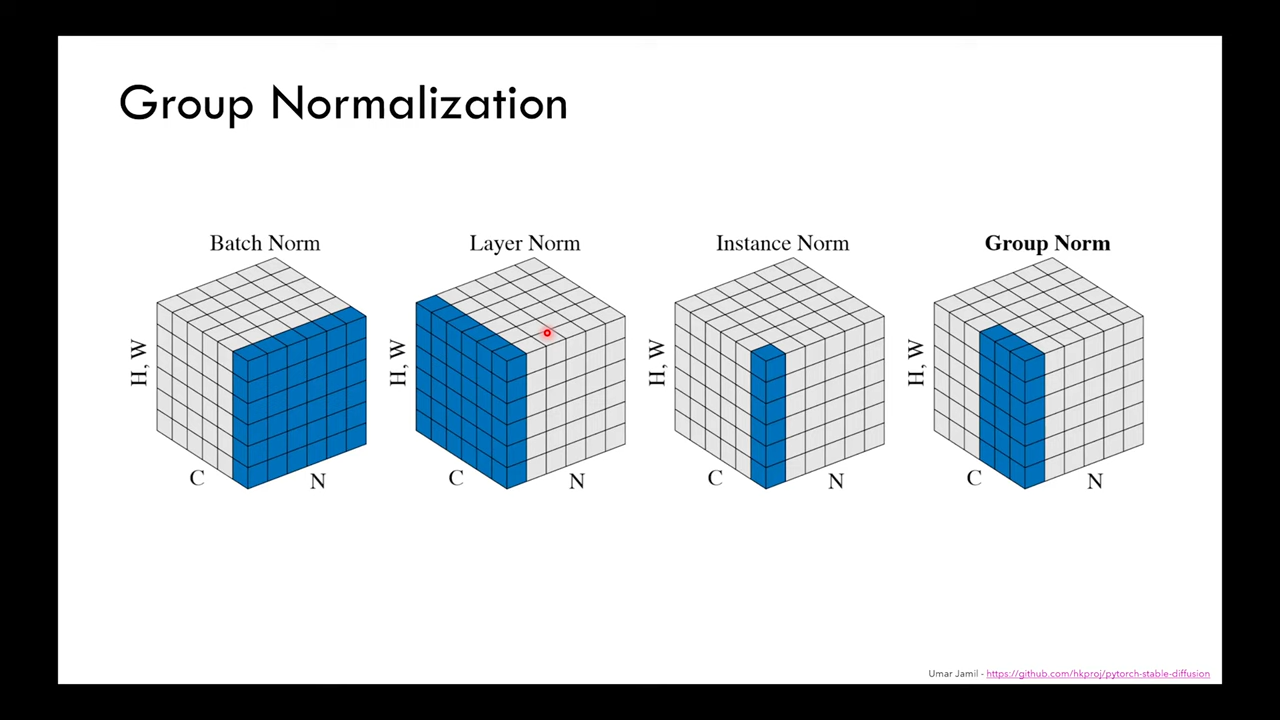 Group Normalization
Batch Norm
Layer Norm
Instance Norm
Group Norm
H, W
C
N
H, W
C
N
H, W
C
N
H, W
C
N
Umar Jamil - https://github.com/hkproj/pytorch-stable-diffusion